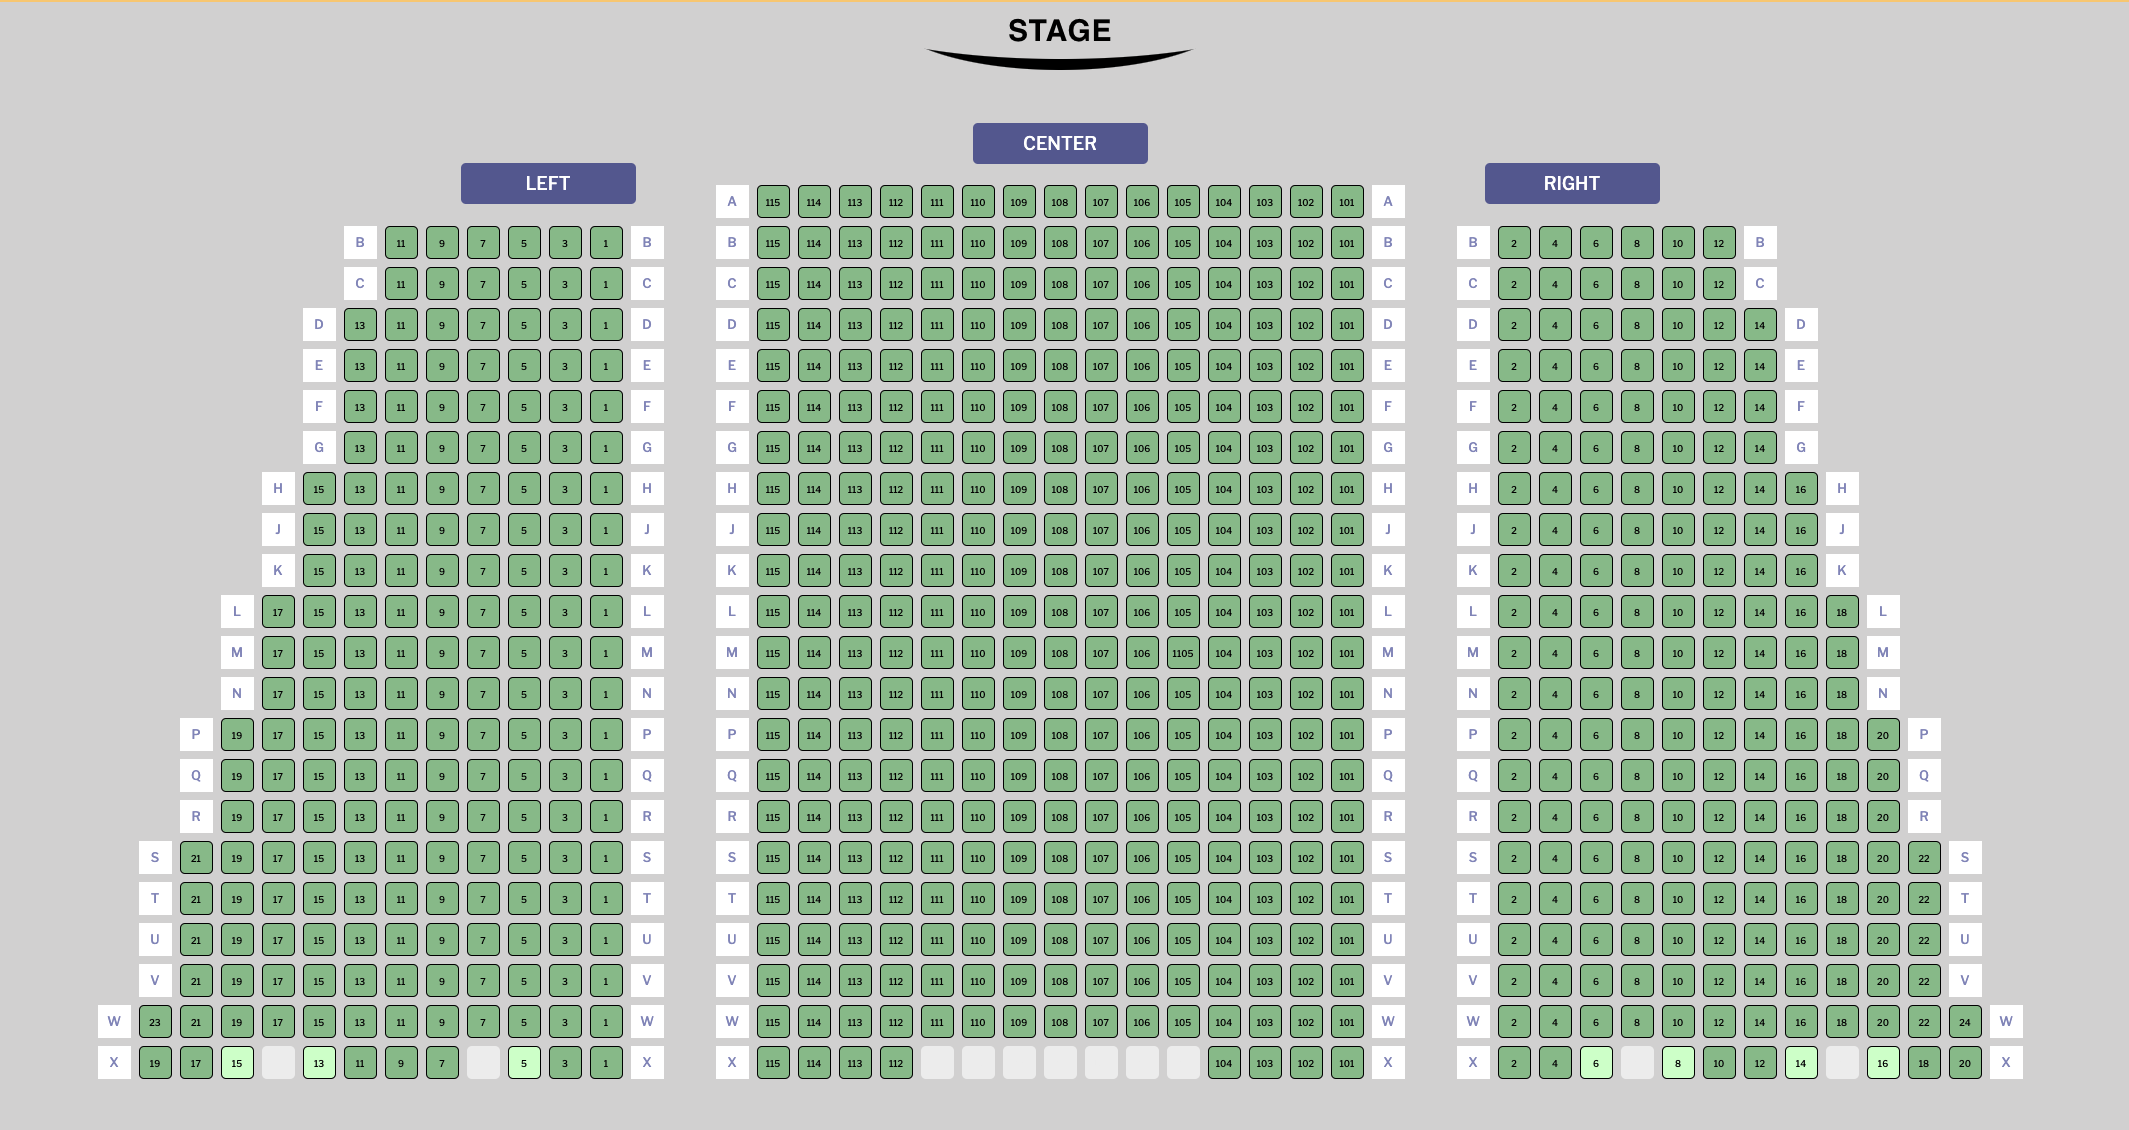 STAGE
CENTER
LEFT
RIGHT
A 115 114 113 112 111 110 109 108 107 106 105 104 103 102 101 A
B 11 9 7 5 3 1 B B 115 114 113 112 111 110 109 108 107 106 105 104 103 102 101 B B 2 4 6 8 10 12 B
C 11 9 7 5 3 1 C C 115 114 113 112 111 110 109 108 107 106 105 104 103 102 101 C C 2 4 6 8 10 12 C
D 13 11 9 7 5 3 1 D D 115 114 113 112 111 110 109 108 107 106 105 104 103 102 101 D D 2 4 6 8 10 12 14 D
E 13 11 9 7 5 3 1 E E 115 114 113 112 111 110 109 108 107 106 105 104 103 102 101 E E 2 4 6 8 10 12 14 E
F 13 11 9 7 5 3 1 F F 115 114 113 112 111 110 109 108 107 106 105 104 103 102 101 F F 2 4 6 8 10 12 14 F
G 13 11 9 7 5 3 1 G G 115 114 113 112 111 110 109 108 107 106 105 104 103 102 101 G G 2 4 6 8 10 12 14 G
H 15 13 11 9 7 5 3 1 H H 115 114 113 112 111 110 109 108 107 106 105 104 103 102 101 H H 2 4 6 8 10 12 14 16 H
J 15 13 11 9 7 5 3 1 J J 115 114 113 112 111 110 109 108 107 106 105 104 103 102 101 J J 2 4 6 8 10 12 14 16 J
K 15 13 11 9 7 5 3 1 K K 115 114 113 112 111 110 109 108 107 106 105 104 103 102 101 K K 2 4 6 8 10 12 14 16 K
L 17 15 13 11 9 7 5 3 1 L L 115 114 113 112 111 110 109 108 107 106 105 104 103 102 101 L L 2 4 6 8 10 12 14 16 18 L
M 17 15 13 11 9 7 5 3 1 M M 115 114 113 112 111 110 109 108 107 106 1105 104 103 102 101 M M 2 4 6 8 10 12 14 16 18 M
N 17 15 13 11 9 7 5 3 1 N N 115 114 113 112 111 110 109 108 107 106 105 104 103 102 101 N N 2 4 6 8 10 12 14 16 18 N
P 19 17 15 13 11 9 7 5 3 1 P P 115 114 113 112 111 110 109 108 107 106 105 104 103 102 101 P P 2 4 6 8 10 12 14 16 18 20 P
Q 19 17 15 13 11 9 7 5 3 1 Q Q 115 114 113 112 111 110 109 108 107 106 105 104 103 102 101 Q Q 2 4 6 8 10 12 14 16 18 20 Q
R 19 17 15 13 11 9 7 5 3 1 R R 115 114 113 112 111 110 109 108 107 106 105 104 103 102 101 R R 2 4 6 8 10 12 14 16 18 20 R
S 21 19 17 15 13 11 9 7 5 3 1 S S 115 114 113 112 111 110 109 108 107 106 105 104 103 102 101 S S 2 4 6 8 10 12 14 16 18 20 22 S
T 21 19 17 15 13 11 9 7 5 3 1 T T 115 114 113 112 111 110 109 108 107 106 105 104 103 102 101 T T 2 4 6 8 10 12 14 16 18 20 22 T
U 21 19 17 15 13 11 9 7 5 3 1 U U 115 114 113 112 111 110 109 108 107 106 105 104 103 102 101 U U 2 4 6 8 10 12 14 16 18 20 22 U
V 21 19 17 15 13 11 9 7 5 3 1 V V 115 114 113 112 111 110 109 108 107 106 105 104 103 102 101 V V 2 4 6 8 10 12 14 16 18 20 22 V
W 23 21 19 17 15 13 11 9 7 5 3 1 W W 115 114 113 112 111 110 109 108 107 106 105 104 103 102 101 W W 2 4 6 8 10 12 14 16 18 20 22 24 W
X 19 17 15 13 11 9 7 5 3 1 X X 115 114 113 112 104 103 102 101 X X 2 4 6 8 10 12 14 16 18 20 X